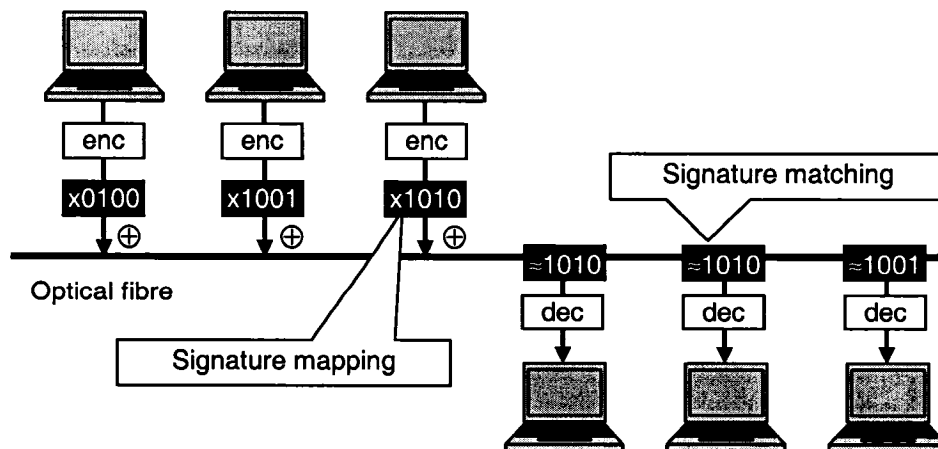 enc enc enc
x0100 x1001 x1010
⊕ ⊕ ⊕
Signature matching
≈1010 ≈1010 ≈1001
Optical fibre
dec dec dec
Signature mapping